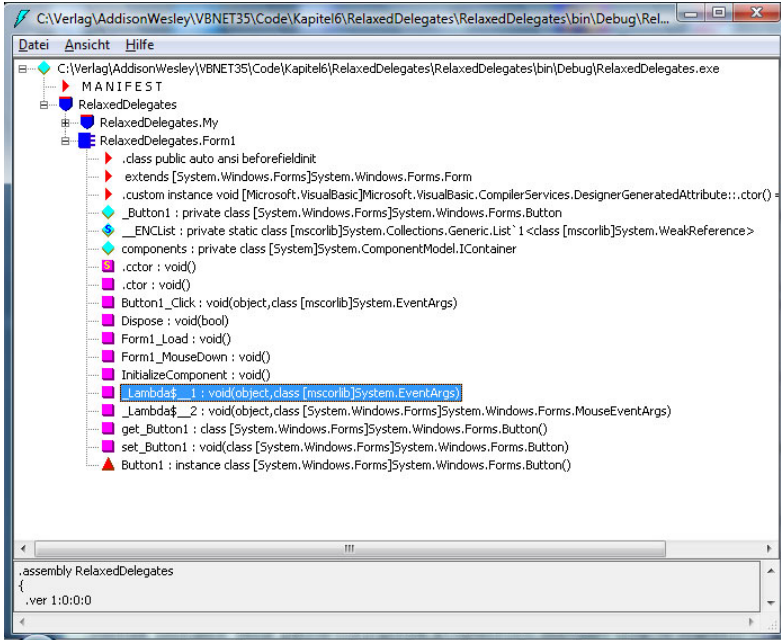 C:\Verlag\AddisonWesley\VBNET35\Code\Kapitel6\RelaxedDelegates\RelaxedDelegates\bin\Debug\Rel...
Datei Ansicht Hilfe
C:\Verlag\AddisonWesley\VBNET35\Code\Kapitel6\RelaxedDelegates\RelaxedDelegates\bin\Debug\RelaxedDelegates.exe
MANIFEST
RelaxedDelegates
RelaxedDelegates.My
RelaxedDelegates.Form1
.class public auto ansi beforefieldinit
extends [System.Windows.Forms]System.Windows.Forms.Form
.custom instance void [Microsoft.VisualBasic]Microsoft.VisualBasic.CompilerServices.DesignerGeneratedAttribute::.ctor() =
_Button1 : private class [System.Windows.Forms]System.Windows.Forms.Button
__ENCList : private static class [mscorlib]System.Collections.Generic.List`1<class [mscorlib]System.WeakReference>
components : private class [System]System.ComponentModel.IContainer
.cctor : void()
.ctor : void()
Button1_Click : void(object,class [mscorlib]System.EventArgs)
Dispose : void(bool)
Form1_Load : void()
Form1_MouseDown : void()
InitializeComponent : void()
_Lambda$__1 : void(object,class [mscorlib]System.EventArgs)
_Lambda$__2 : void(object,class [System.Windows.Forms]System.Windows.Forms.MouseEventArgs)
get_Button1 : class [System.Windows.Forms]System.Windows.Forms.Button()
set_Button1 : void(class [System.Windows.Forms]System.Windows.Forms.Button)
Button1 : instance class [System.Windows.Forms]System.Windows.Forms.Button()
.assembly RelaxedDelegates
{
.ver 1:0:0:0